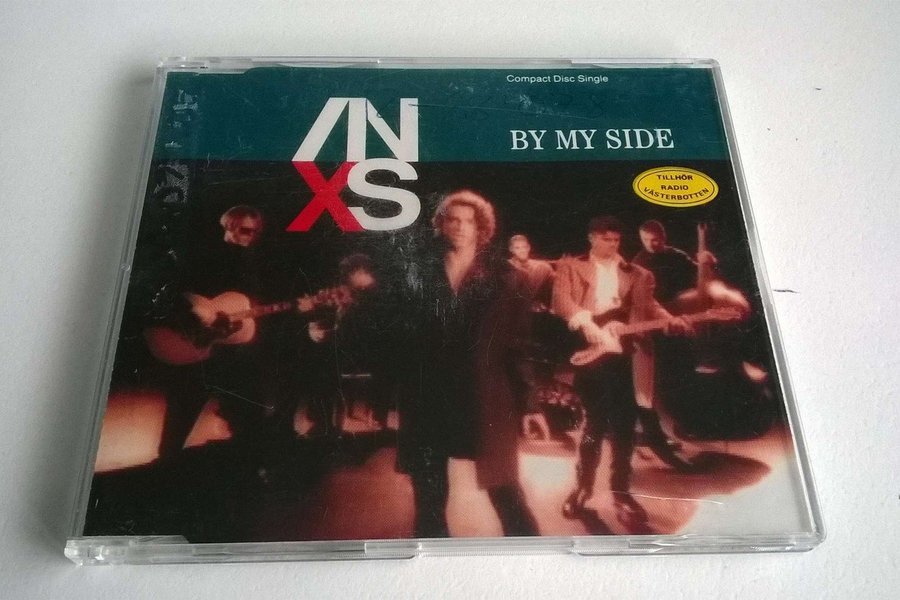 Compact Disc Single
INXS
BY MY SIDE
TILLHÖR
RADIO
VÄSTERBOTTEN